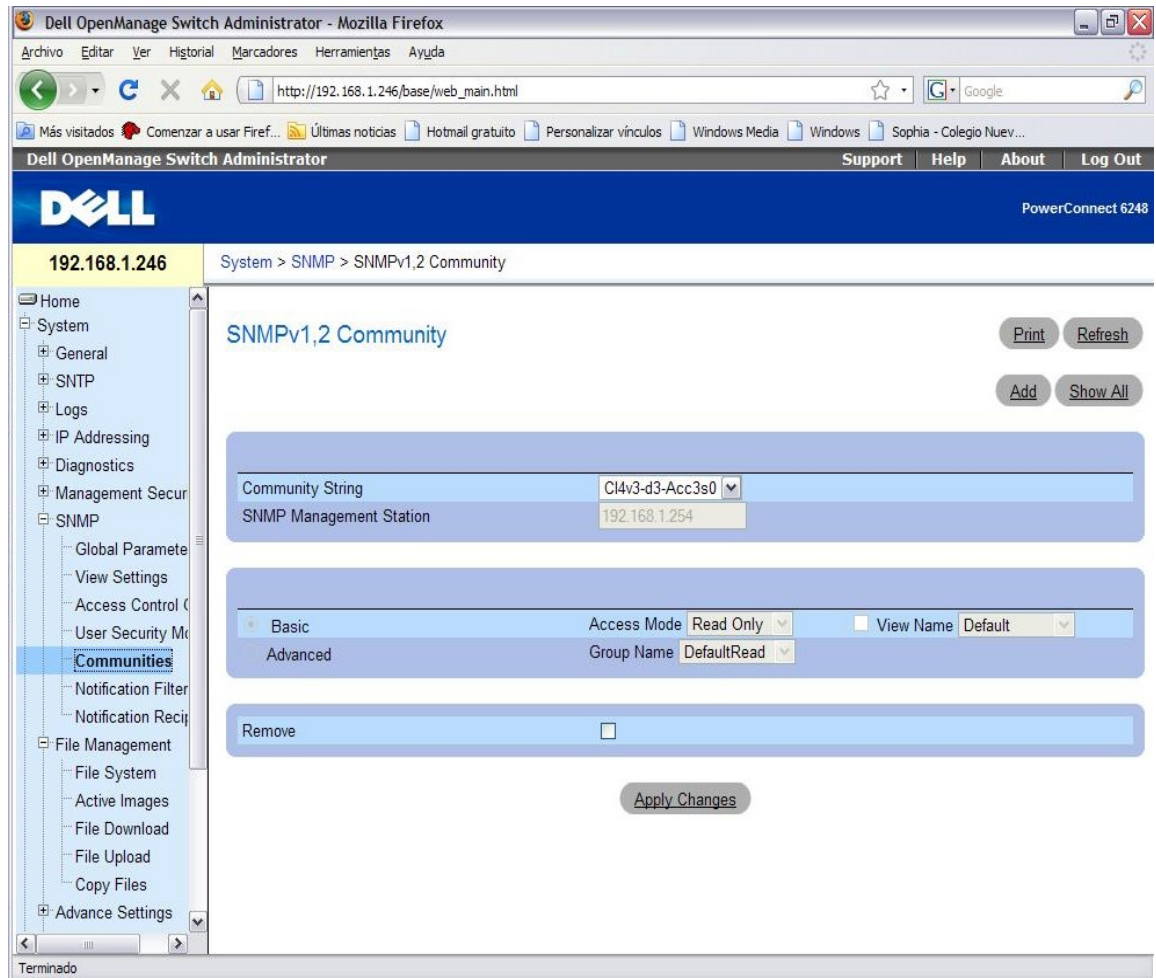 Dell OpenManage Switch Administrator - Mozilla Firefox
Archivo Editar Ver Historial Marcadores Herramientas Ayuda
http://192.168.1.246/base/web_main.html
G Google
Más visitados Comenzar a usar Firef... Últimas noticias Hotmail gratuito Personalizar vínculos Windows Media Windows Sophia - Colegio Nuev...
Dell OpenManage Switch Administrator Support Help About Log Out
DELL
PowerConnect 6248
192.168.1.246
System > SNMP > SNMPv1,2 Community
Home
System
General
SNTP
Logs
IP Addressing
Diagnostics
Management Secur
SNMP
Global Paramete
View Settings
Access Control (
User Security Mo
Communities
Notification Filter
Notification Recip
File Management
File System
Active Images
File Download
File Upload
Copy Files
Advance Settings
SNMPv1,2 Community
Print Refresh
Add Show All
Community String Cl4v3-d3-Acc3s0
SNMP Management Station 192.168.1.254
Basic Access Mode Read Only View Name Default
Advanced Group Name DefaultRead
Remove
Apply Changes
Terminado